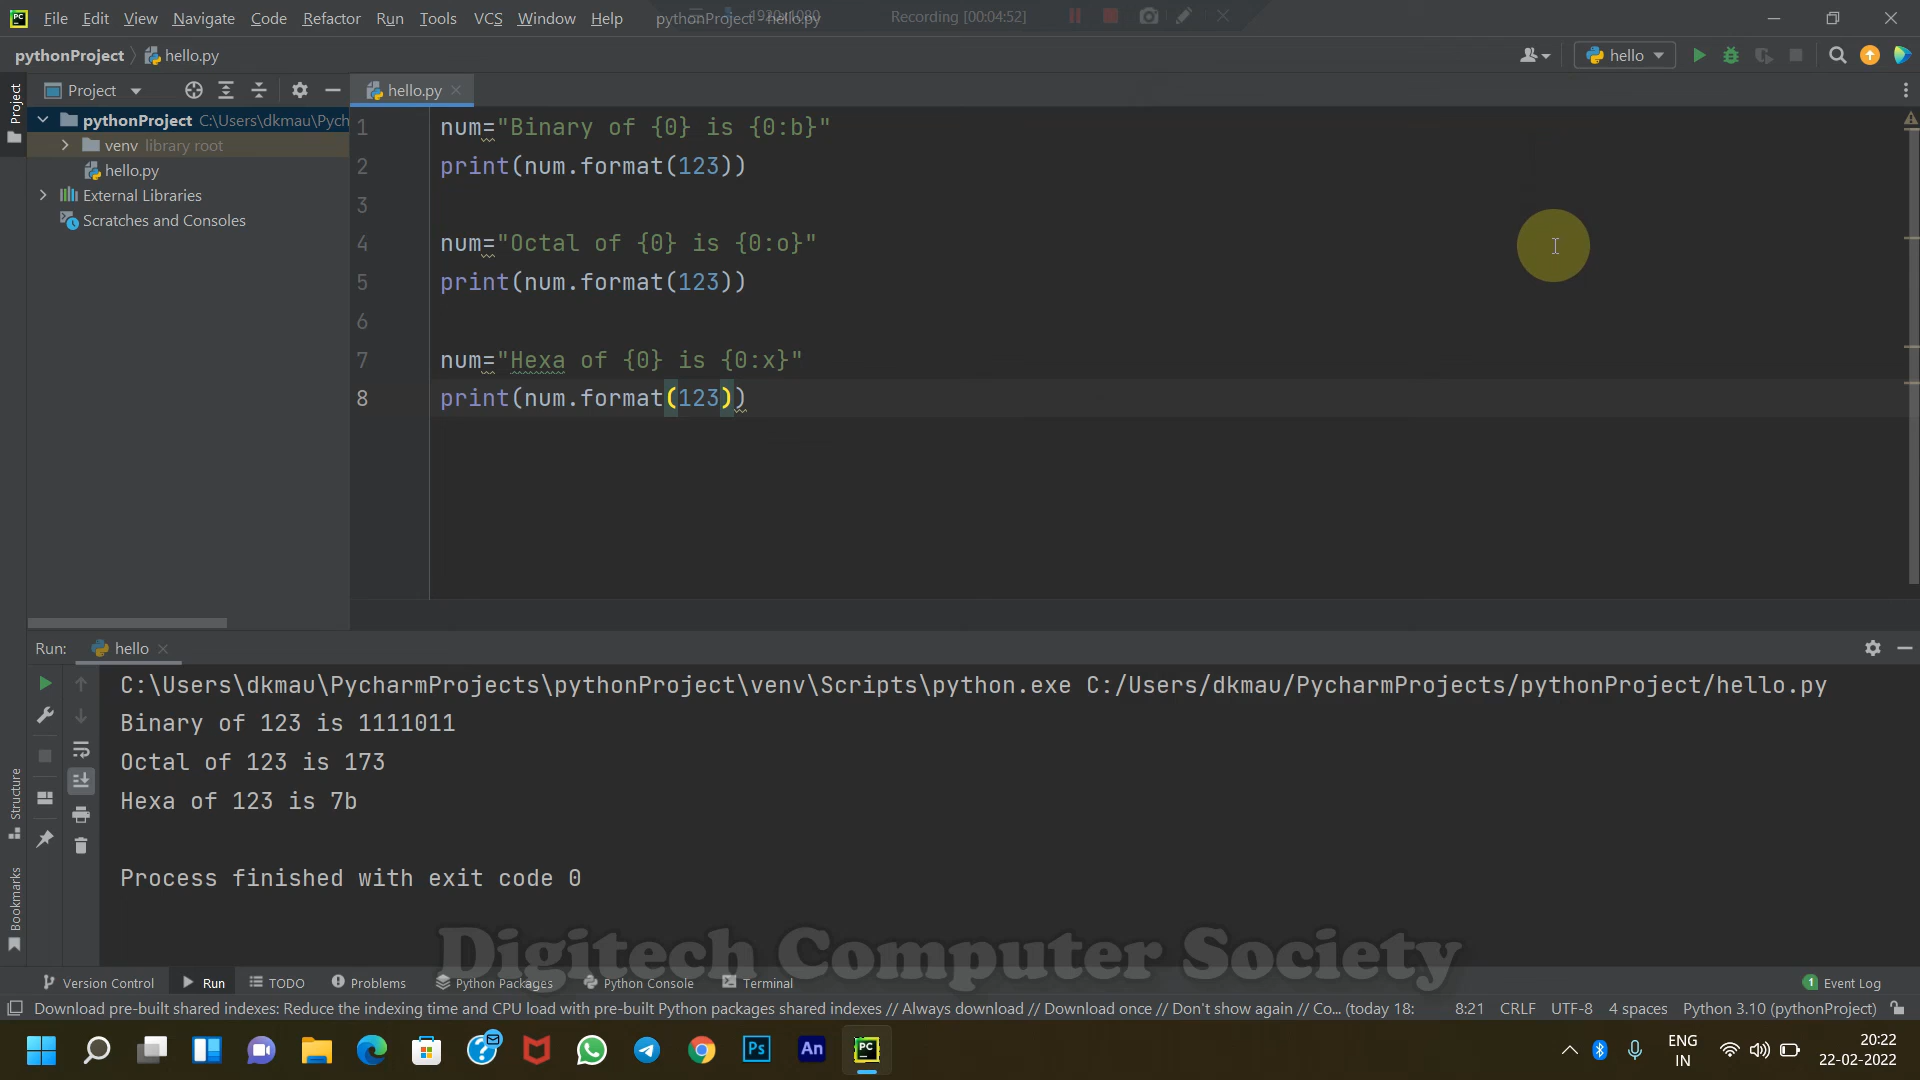 File Edit View Navigate Code Refactor Run Tools VCS Window Help pythonProject - hello.py
Recording [00:04:52]
pythonProject hello.py
hello
Project
hello.py
Project
pythonProject C:\Users\dkmau\Pych
venv library root
hello.py
External Libraries
Scratches and Consoles
1 num="Binary of {0} is {0:b}"
2 print(num.format(123))
3
4 num="Octal of {0} is {0:o}"
5 print(num.format(123))
6
7 num="Hexa of {0} is {0:x}"
8 print(num.format(123))
Run: hello
C:\Users\dkmau\PycharmProjects\pythonProject\venv\Scripts\python.exe C:/Users/dkmau/PycharmProjects/pythonProject/hello.py
Binary of 123 is 1111011
Octal of 123 is 173
Hexa of 123 is 7b
Process finished with exit code 0
Structure
Bookmarks
Digitech Computer Society
Version Control Run TODO Problems Python Packages Python Console Terminal 1 Event Log
Download pre-built shared indexes: Reduce the indexing time and CPU load with pre-built Python packages shared indexes // Always download // Download once // Don't show again // Co... (today 18: 8:21 CRLF UTF-8 4 spaces Python 3.10 (pythonProject)
Ps An PC
ENG
IN
20:22
22-02-2022